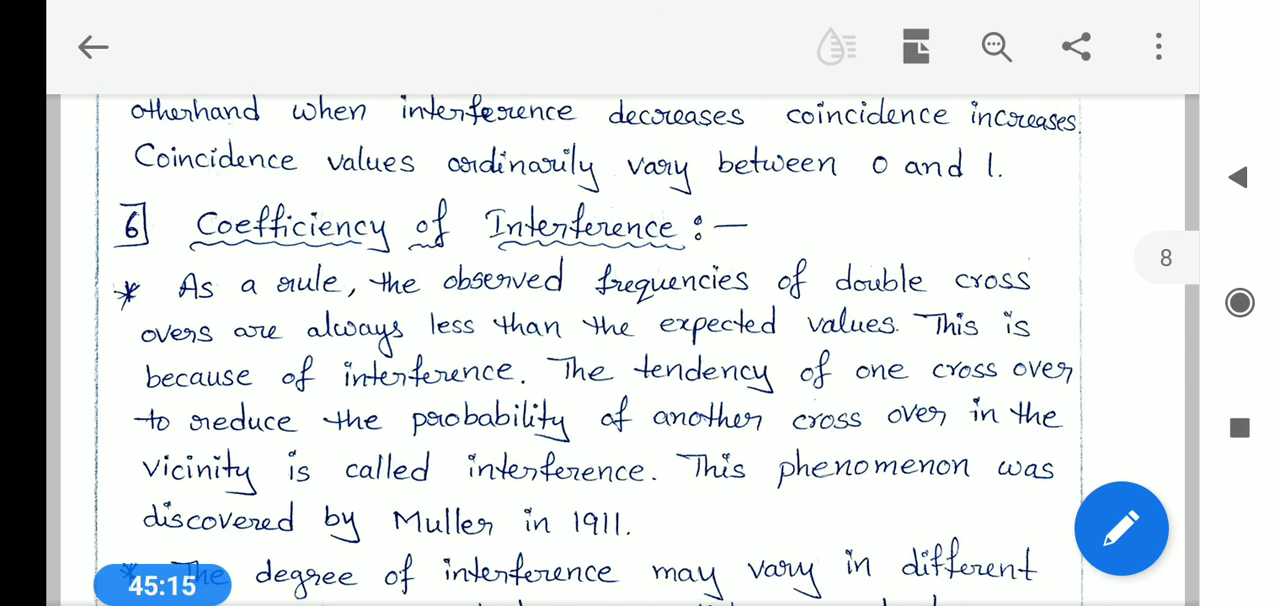 otherhand when interference decreases coincidence increases.
Coincidence values ordinarily vary between 0 and 1.
6 Coefficiency of Interference :-
* As a rule, the observed frequencies of double cross
overs are always less than the expected values. This is
because of interference. The tendency of one cross over
to reduce the probability of another cross over in the
vicinity is called interference. This phenomenon was
discovered by Muller in 1911.
* The degree of interference may vary in different
8
45:15